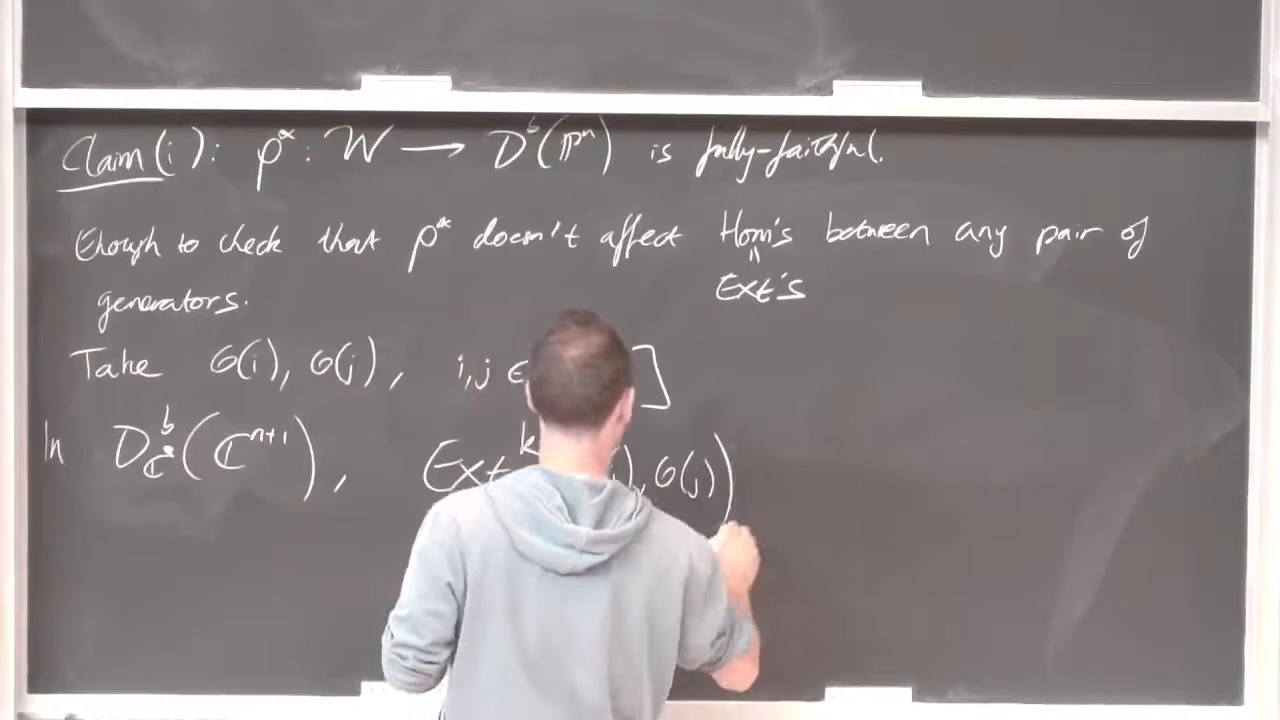 Claim (i): ρ* : W → D^b(P^n) is fully-faithful.
Enough to check that ρ* doesn't affect Hom's between any pair of
"
Ext's
generators.
Take O(i), O(j), i,j ∈ ]
In D^b_{C*}(C^{n+1}), Ext^k ), O(j))